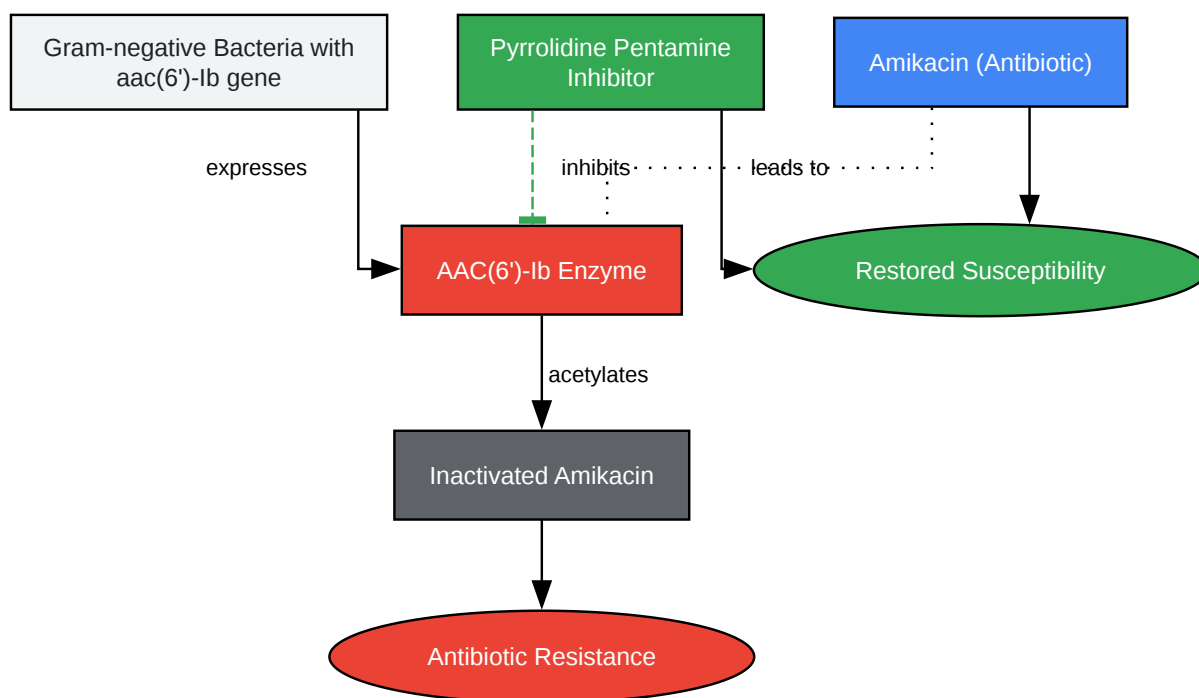 Gram-negative Bacteria with
aac(6')-Ib gene
Pyrrolidine Pentamine
Inhibitor
Amikacin (Antibiotic)
expresses
inhibits
leads to
AAC(6')-Ib Enzyme
Restored Susceptibility
acetylates
Inactivated Amikacin
Antibiotic Resistance